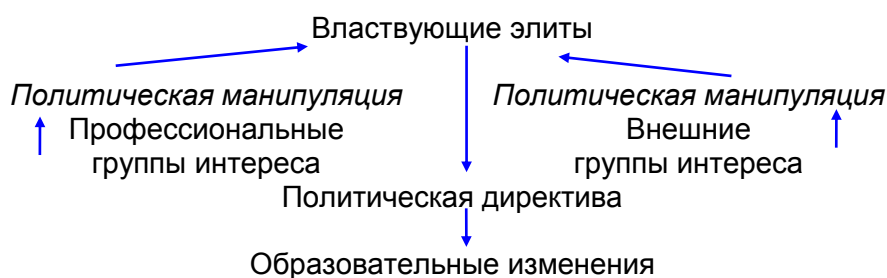 Властвующие элиты
Политическая манипуляция
Профессиональные
группы интереса
Политическая манипуляция
Внешние
группы интереса
Политическая директива
Образовательные изменения